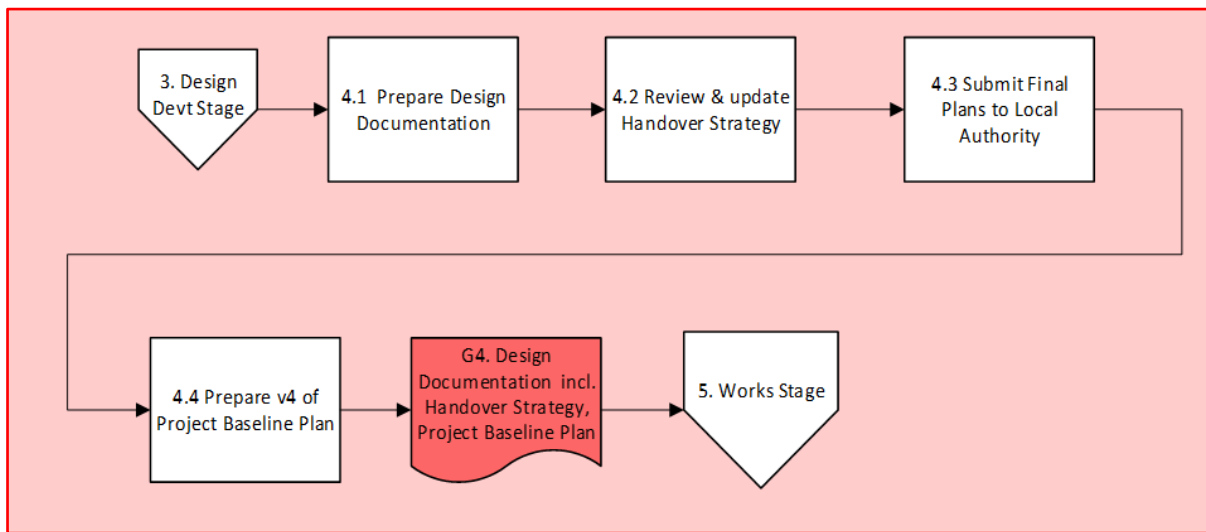 3. Design
Devt Stage
4.1 Prepare Design
Documentation
4.2 Review & update
Handover Strategy
4.3 Submit Final
Plans to Local
Authority
4.4 Prepare v4 of
Project Baseline Plan
G4. Design
Documentation incl.
Handover Strategy,
Project Baseline Plan
5. Works Stage